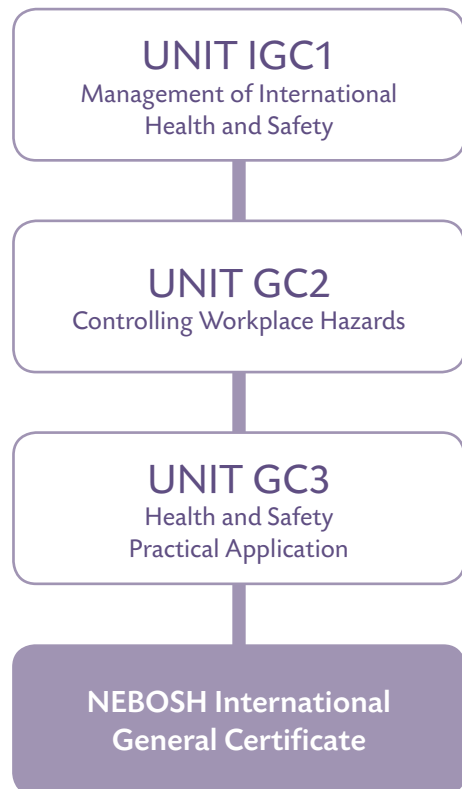 UNIT IGC1
Management of International
Health and Safety
UNIT GC2
Controlling Workplace Hazards
UNIT GC3
Health and Safety
Practical Application
NEBOSH International
General Certificate